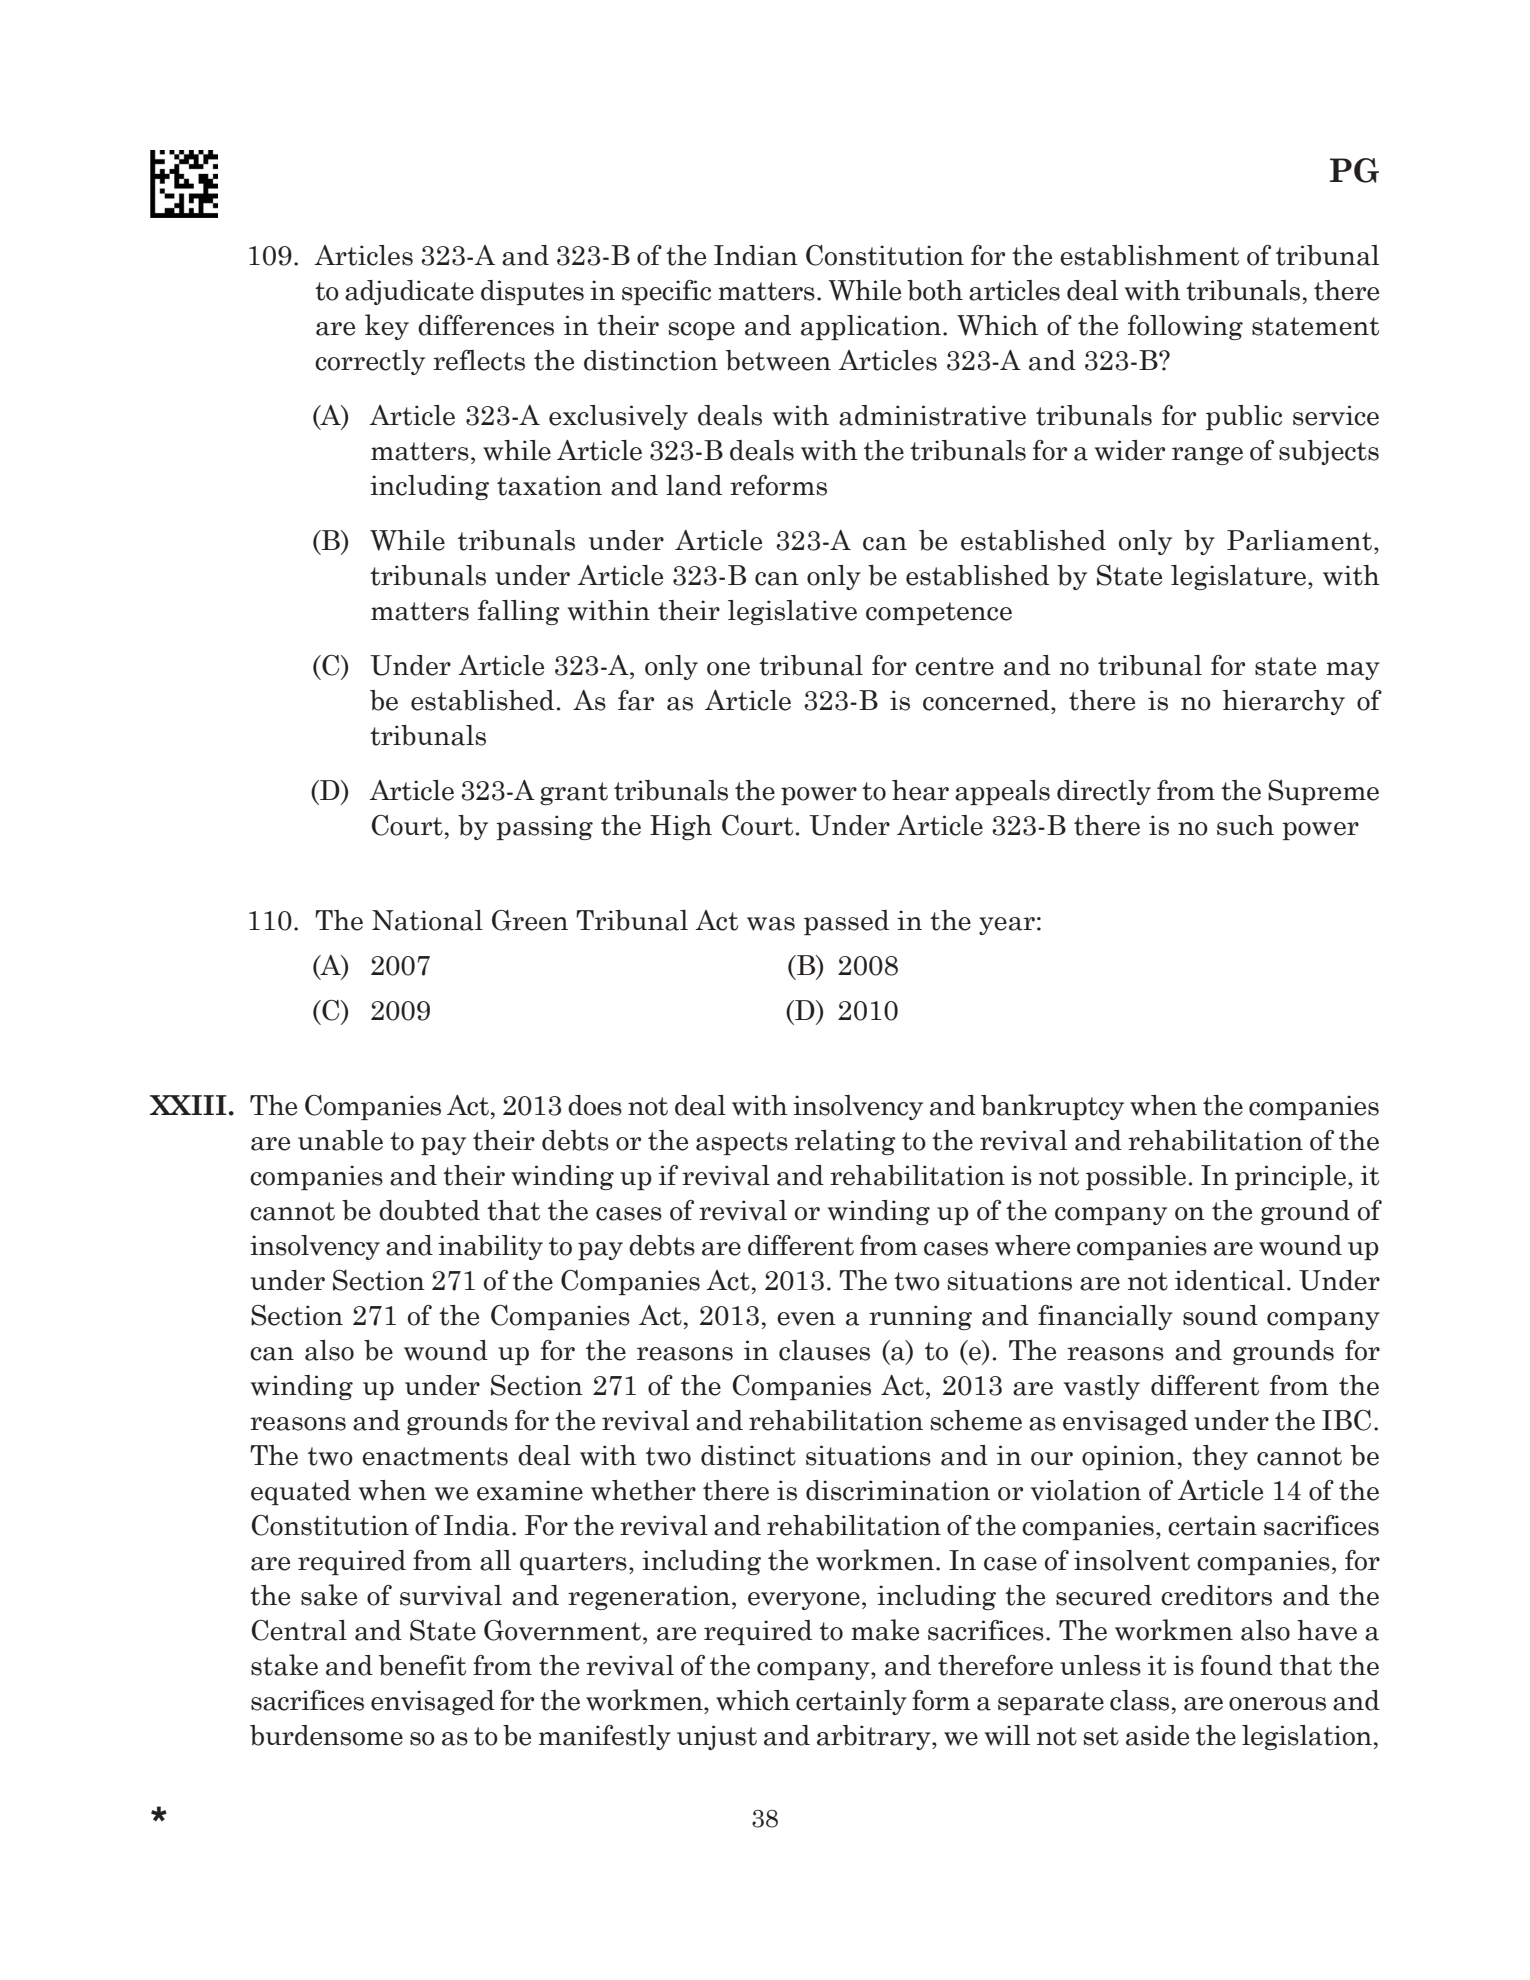 PG
109. Articles 323-A and 323-B of the Indian Constitution for the establishment of tribunal
to adjudicate disputes in specific matters. While both articles deal with tribunals, there
are key differences in their scope and application. Which of the following statement
correctly reflects the distinction between Articles 323-A and 323-B?
(A) Article 323-A exclusively deals with administrative tribunals for public service
matters, while Article 323-B deals with the tribunals for a wider range of subjects
including taxation and land reforms
(B) While tribunals under Article 323-A can be established only by Parliament,
tribunals under Article 323-B can only be established by State legislature, with
matters falling within their legislative competence
(C) Under Article 323-A, only one tribunal for centre and no tribunal for state may
be established. As far as Article 323-B is concerned, there is no hierarchy of
tribunals
(D) Article 323-A grant tribunals the power to hear appeals directly from the Supreme
Court, by passing the High Court. Under Article 323-B there is no such power
110. The National Green Tribunal Act was passed in the year:
(A) 2007 (B) 2008
(C) 2009 (D) 2010
XXIII. The Companies Act, 2013 does not deal with insolvency and bankruptcy when the companies
are unable to pay their debts or the aspects relating to the revival and rehabilitation of the
companies and their winding up if revival and rehabilitation is not possible. In principle, it
cannot be doubted that the cases of revival or winding up of the company on the ground of
insolvency and inability to pay debts are different from cases where companies are wound up
under Section 271 of the Companies Act, 2013. The two situations are not identical. Under
Section 271 of the Companies Act, 2013, even a running and financially sound company
can also be wound up for the reasons in clauses (a) to (e). The reasons and grounds for
winding up under Section 271 of the Companies Act, 2013 are vastly different from the
reasons and grounds for the revival and rehabilitation scheme as envisaged under the IBC.
The two enactments deal with two distinct situations and in our opinion, they cannot be
equated when we examine whether there is discrimination or violation of Article 14 of the
Constitution of India. For the revival and rehabilitation of the companies, certain sacrifices
are required from all quarters, including the workmen. In case of insolvent companies, for
the sake of survival and regeneration, everyone, including the secured creditors and the
Central and State Government, are required to make sacrifices. The workmen also have a
stake and benefit from the revival of the company, and therefore unless it is found that the
sacrifices envisaged for the workmen, which certainly form a separate class, are onerous and
burdensome so as to be manifestly unjust and arbitrary, we will not set aside the legislation,
* 38